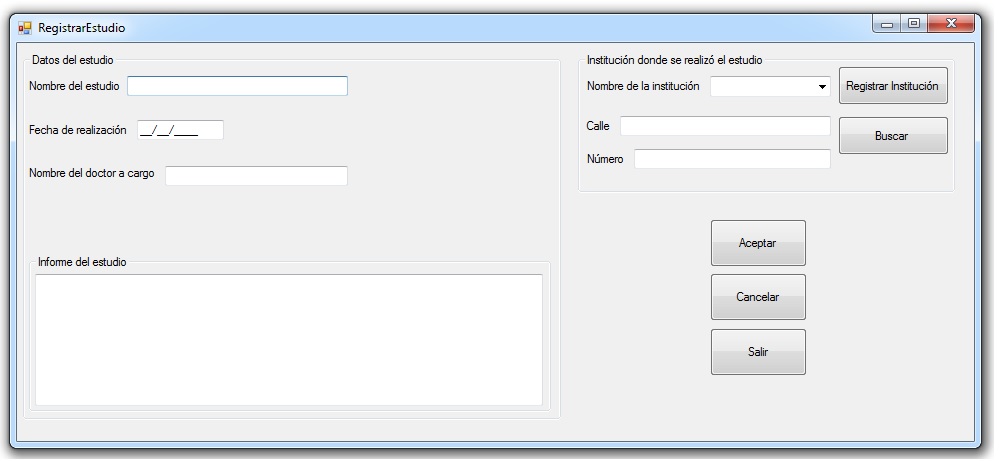 RegistrarEstudio
Datos del estudio
Nombre del estudio
Fecha de realización __/__/____
Nombre del doctor a cargo
Informe del estudio
Institución donde se realizó el estudio
Nombre de la institución
Registrar Institución
Calle
Buscar
Número
Aceptar
Cancelar
Salir